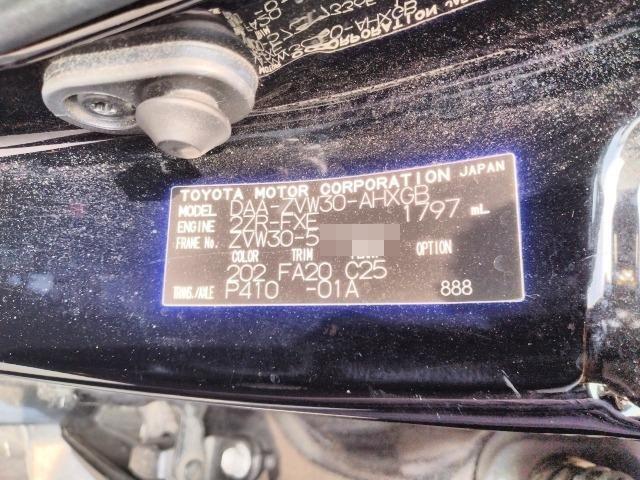 TOYOTA MOTOR CORPORATION JAPAN
MODEL DAA-ZVW30-AHXGB
ENGINE 2ZR-FXE 1797 mL
FRAME No. ZVW30-5
COLOR TRIM OPTION
202 FA20 C25
TRANS./AXLE P410 -01A 888